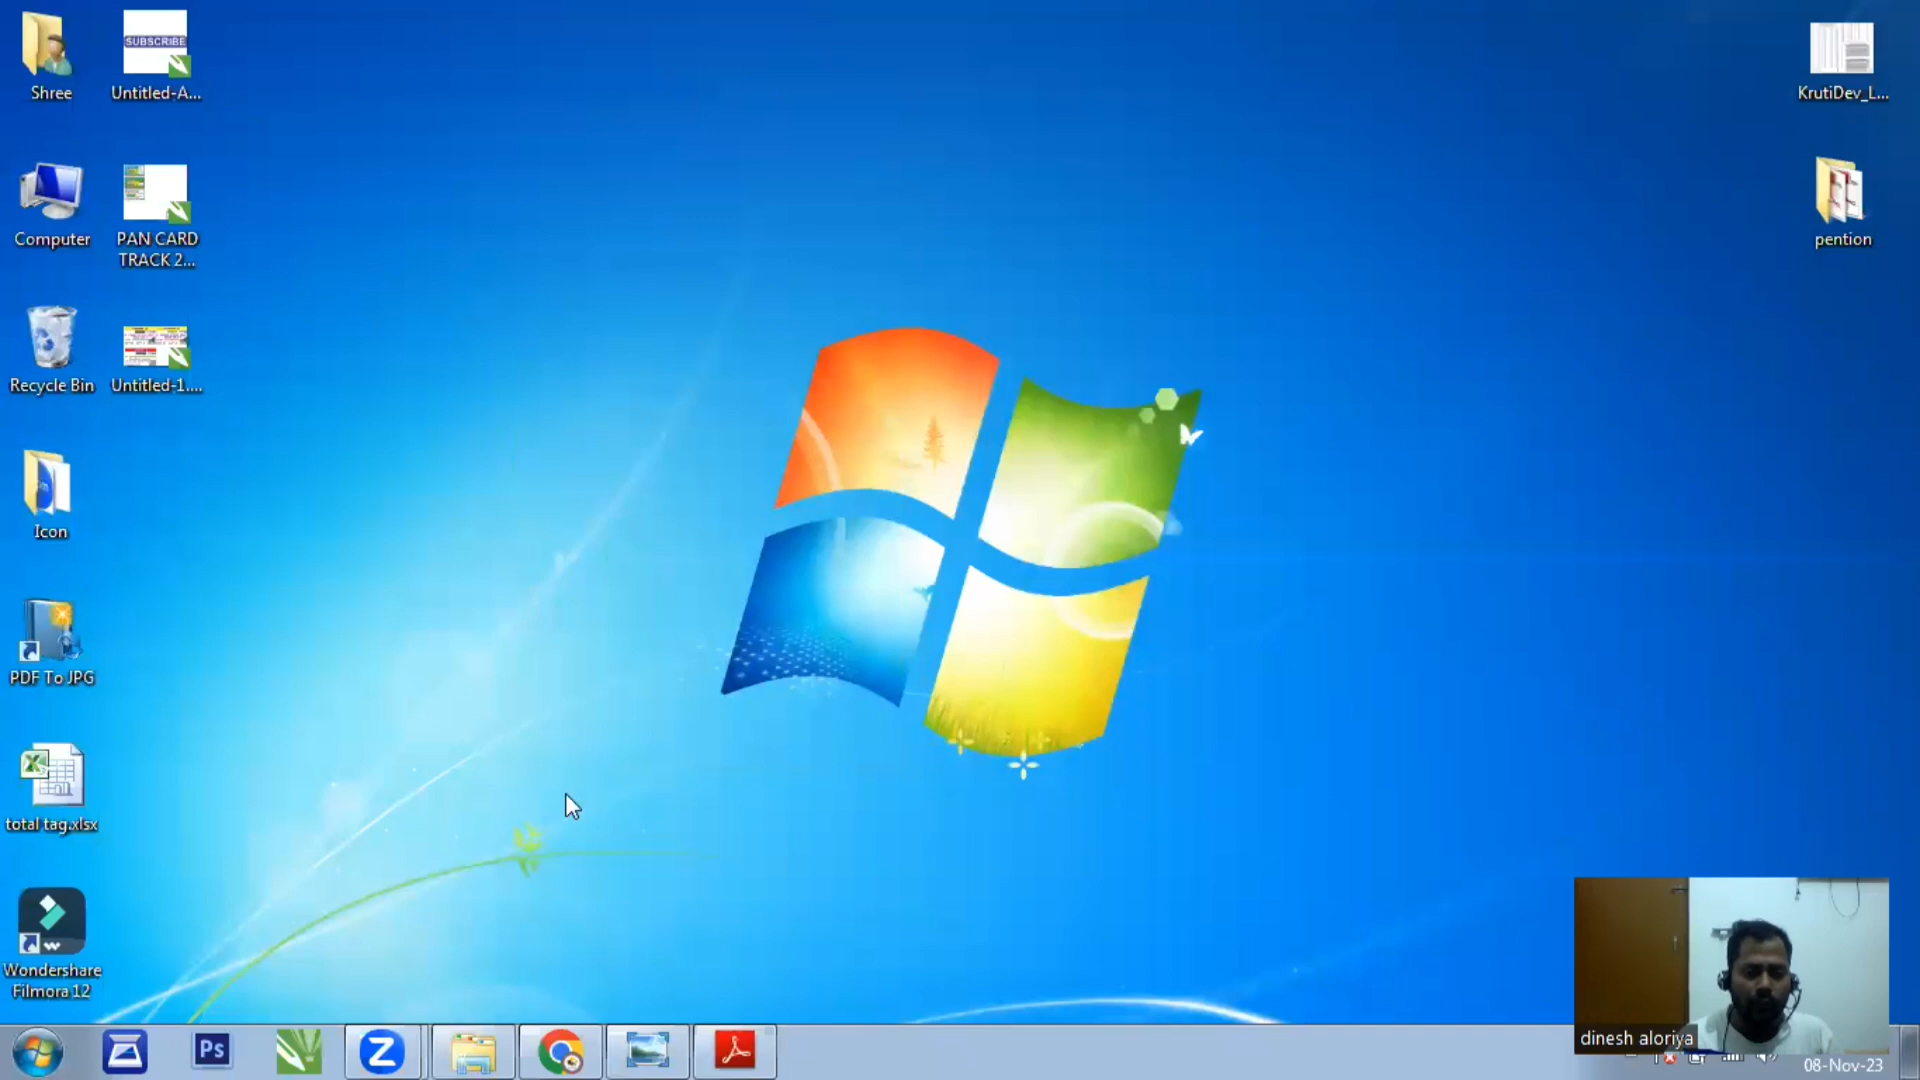 Shree
SUBSCRIBE
Untitled-A...
KrutiDev_L...
Computer
PAN CARD
TRACK 2...
pention
Recycle Bin
Untitled-1....
Icon
PDF To JPG
total tag.xlsx
Wondershare
Filmora 12
Ps
dinesh aloriya
08-Nov-23